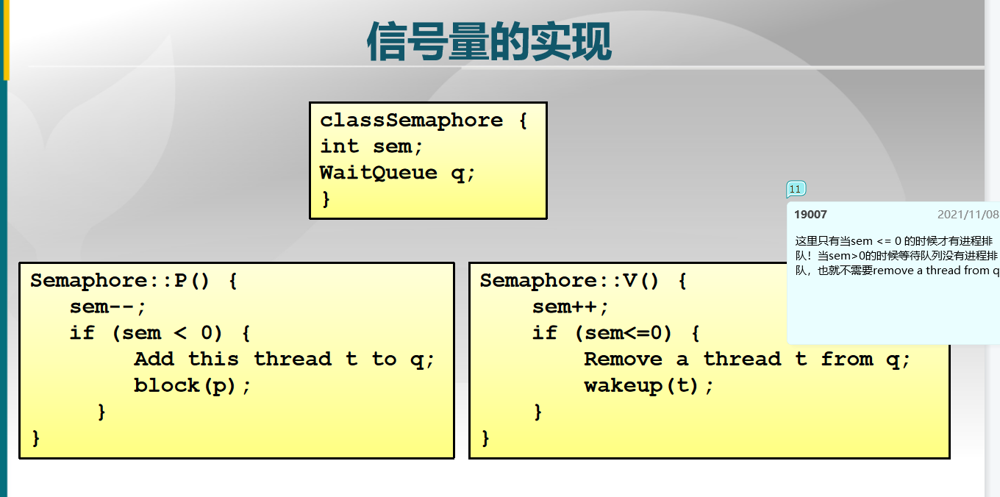 信号量的实现
classSemaphore {
int sem;
WaitQueue q;
}
11
19007 2021/11/08
这里只有当sem <= 0 的时候才有进程排
队！当sem>0的时候等待队列没有进程排
队，也就不需要remove a thread from q
Semaphore::P() {
sem--;
if (sem < 0) {
Add this thread t to q;
block(p);
}
}
Semaphore::V() {
sem++;
if (sem<=0) {
Remove a thread t from q;
wakeup(t);
}
}